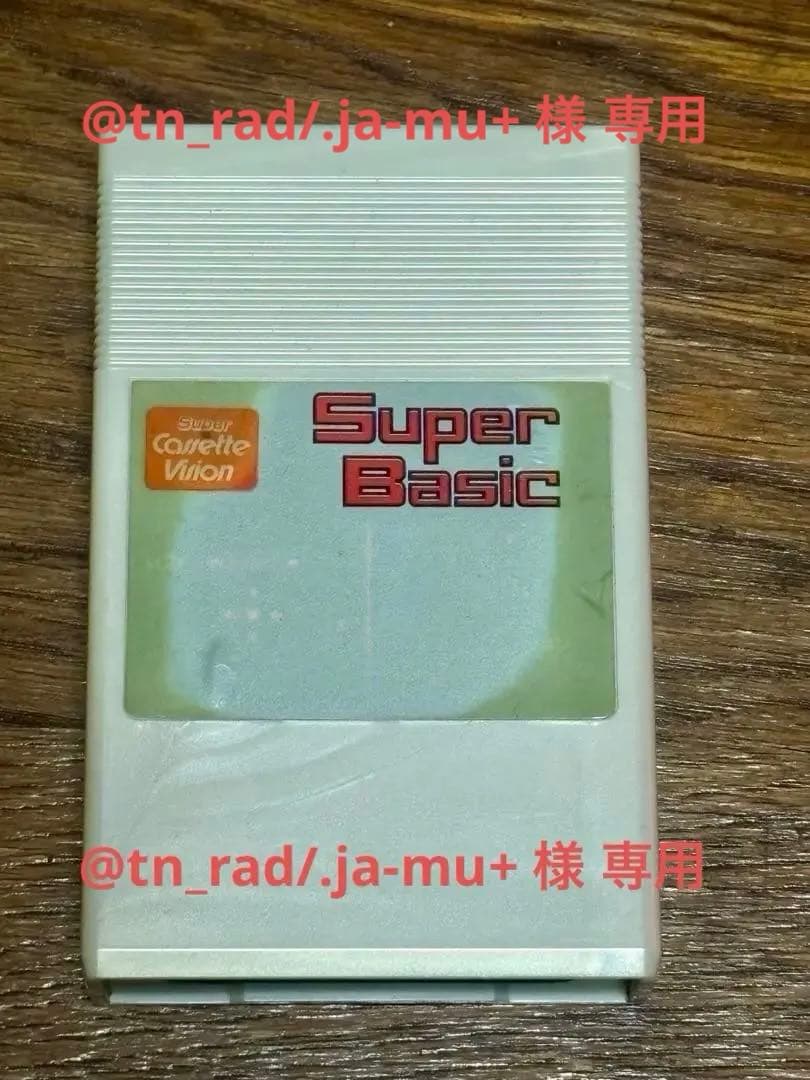 @tn_rad/.ja-mu+ 様 専用
Super
Cassette
Vision
Super
Basic
@tn_rad/.ja-mu+ 様 専用